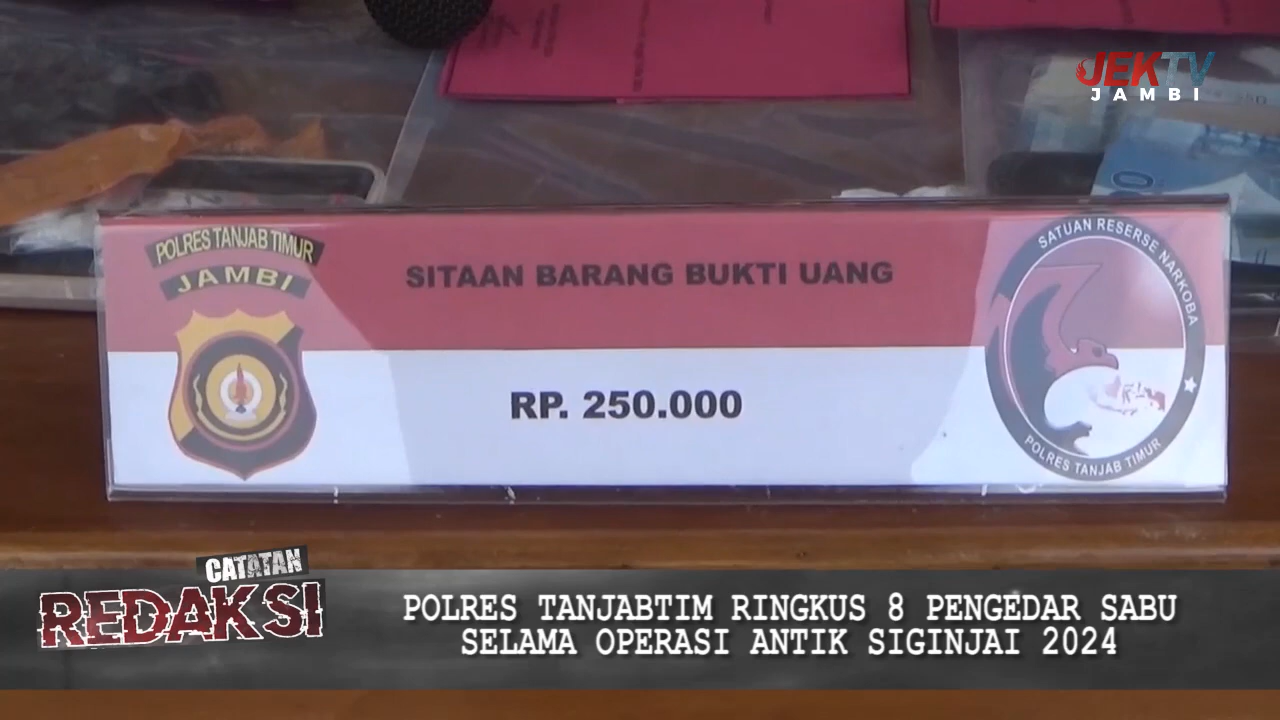 JEKTV
JAMBI
POLRES TANJAB TIMUR
JAMBI
SITAAN BARANG BUKTI UANG
RP. 250.000
SATUAN RESERSE NARKOBA
POLRES TANJAB TIMUR
CATATAN
REDAKSI
POLRES TANJABTIM RINGKUS 8 PENGEDAR SABU
SELAMA OPERASI ANTIK SIGINJAI 2024